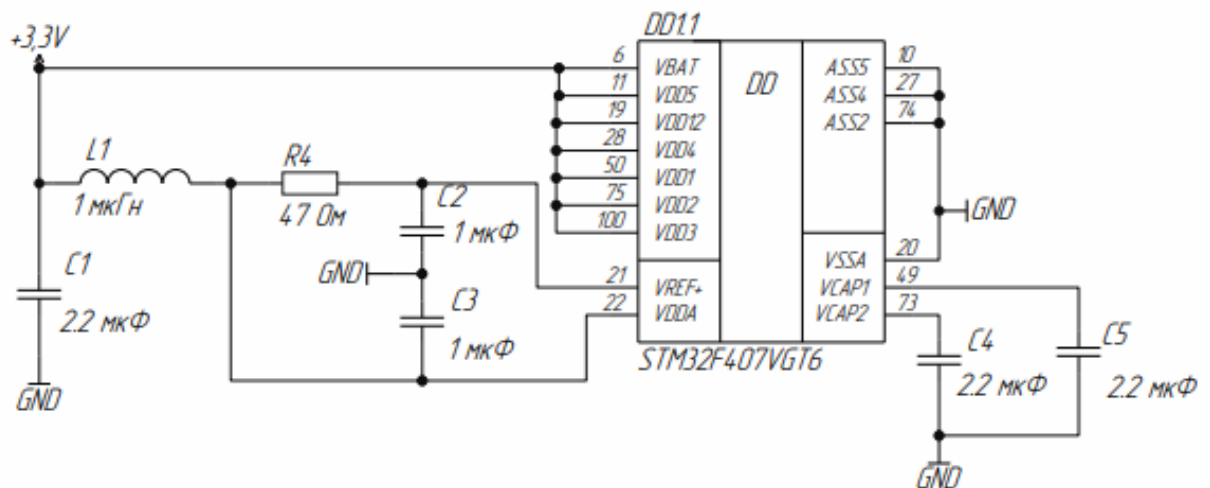 +3,3V
L1
1 мкГн
R4
47 Ом
C2
1 мкФ
GND
C3
1 мкФ
C1
2.2 мкФ
GND
DD1.1
6 VBAT
11 VDD5
19 VDD12
28 VDD4
50 VDD1
75 VDD2
100 VDD3
21 VREF+
22 VDDA
DD
ASS5 10
ASS4 27
ASS2 74
GND
VSSA 20
VCAP1 49
VCAP2 73
STM32F407VGT6
C4
2.2 мкФ
C5
2.2 мкФ
GND